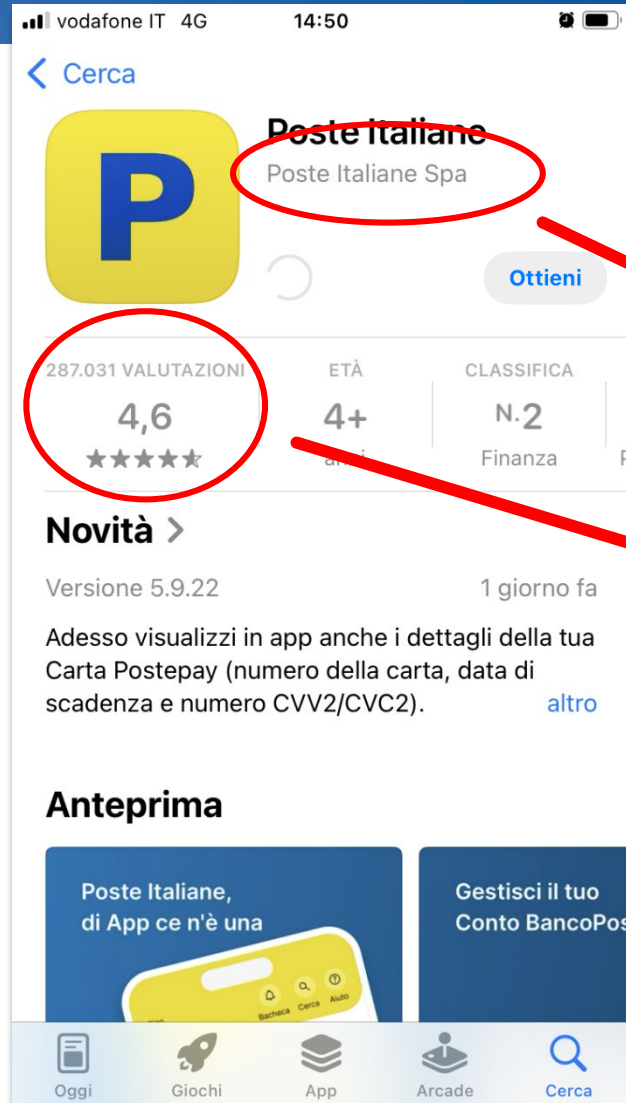 vodafone IT 4G 14:50
Cerca
P
Poste Italiane
Poste Italiane Spa
Ottieni
287.031 VALUTAZIONI ETÀ CLASSIFICA
4,6 4+ N.2
anni Finanza
Novità
Versione 5.9.22 1 giorno fa
Adesso visualizzi in app anche i dettagli della tua
Carta Postepay (numero della carta, data di
scadenza e numero CVV2/CVC2). altro
Anteprima
Poste Italiane,
di App ce n'è una
Gestisci il tuo
Conto BancoPos
Bacheca Cerca Aiuto
Oggi Giochi App Arcade Cerca